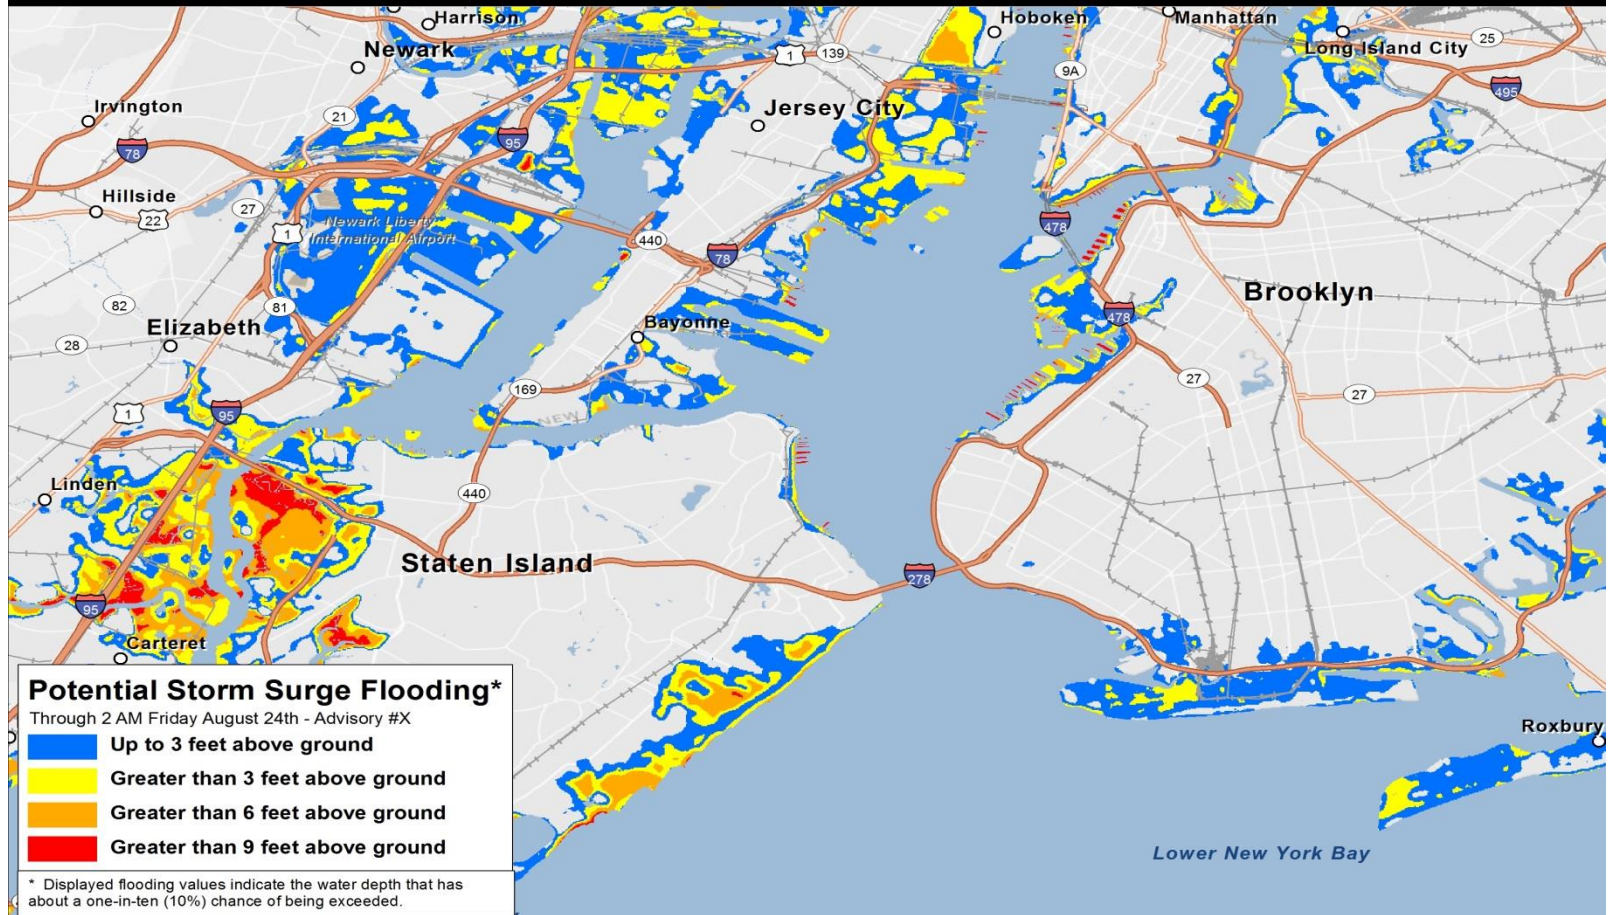 Harrison
Hoboken
Manhattan
Newark
Long Island City
25
1
139
9A
495
Irvington
Jersey City
21
95
78
Hillside
22
27
Newark Liberty
International Airport
1
440
78
478
Brooklyn
82
81
Elizabeth
Bayonne
478
28
169
27
27
1
95
NEW
Linden
440
Staten Island
278
95
Carteret
Potential Storm Surge Flooding*
Through 2 AM Friday August 24th - Advisory #X
Up to 3 feet above ground
Greater than 3 feet above ground
Greater than 6 feet above ground
Greater than 9 feet above ground
* Displayed flooding values indicate the water depth that has
about a one-in-ten (10%) chance of being exceeded.
Roxbury
Lower New York Bay